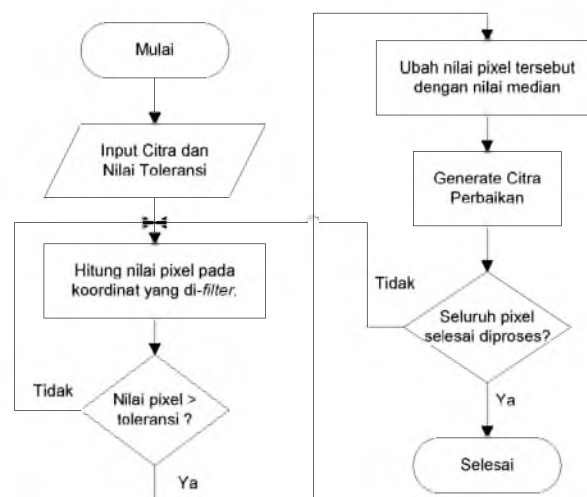 Mulai
Input Citra dan
Nilai Toleransi
Hitung nilai pixel pada
koordinat yang di-filter.
Tidak
Nilai pixel >
toleransi ?
Ya
Ubah nilai pixel tersebut
dengan nilai median
Generate Citra
Perbaikan
Tidak
Seluruh pixel
selesai diproses?
Ya
Selesai